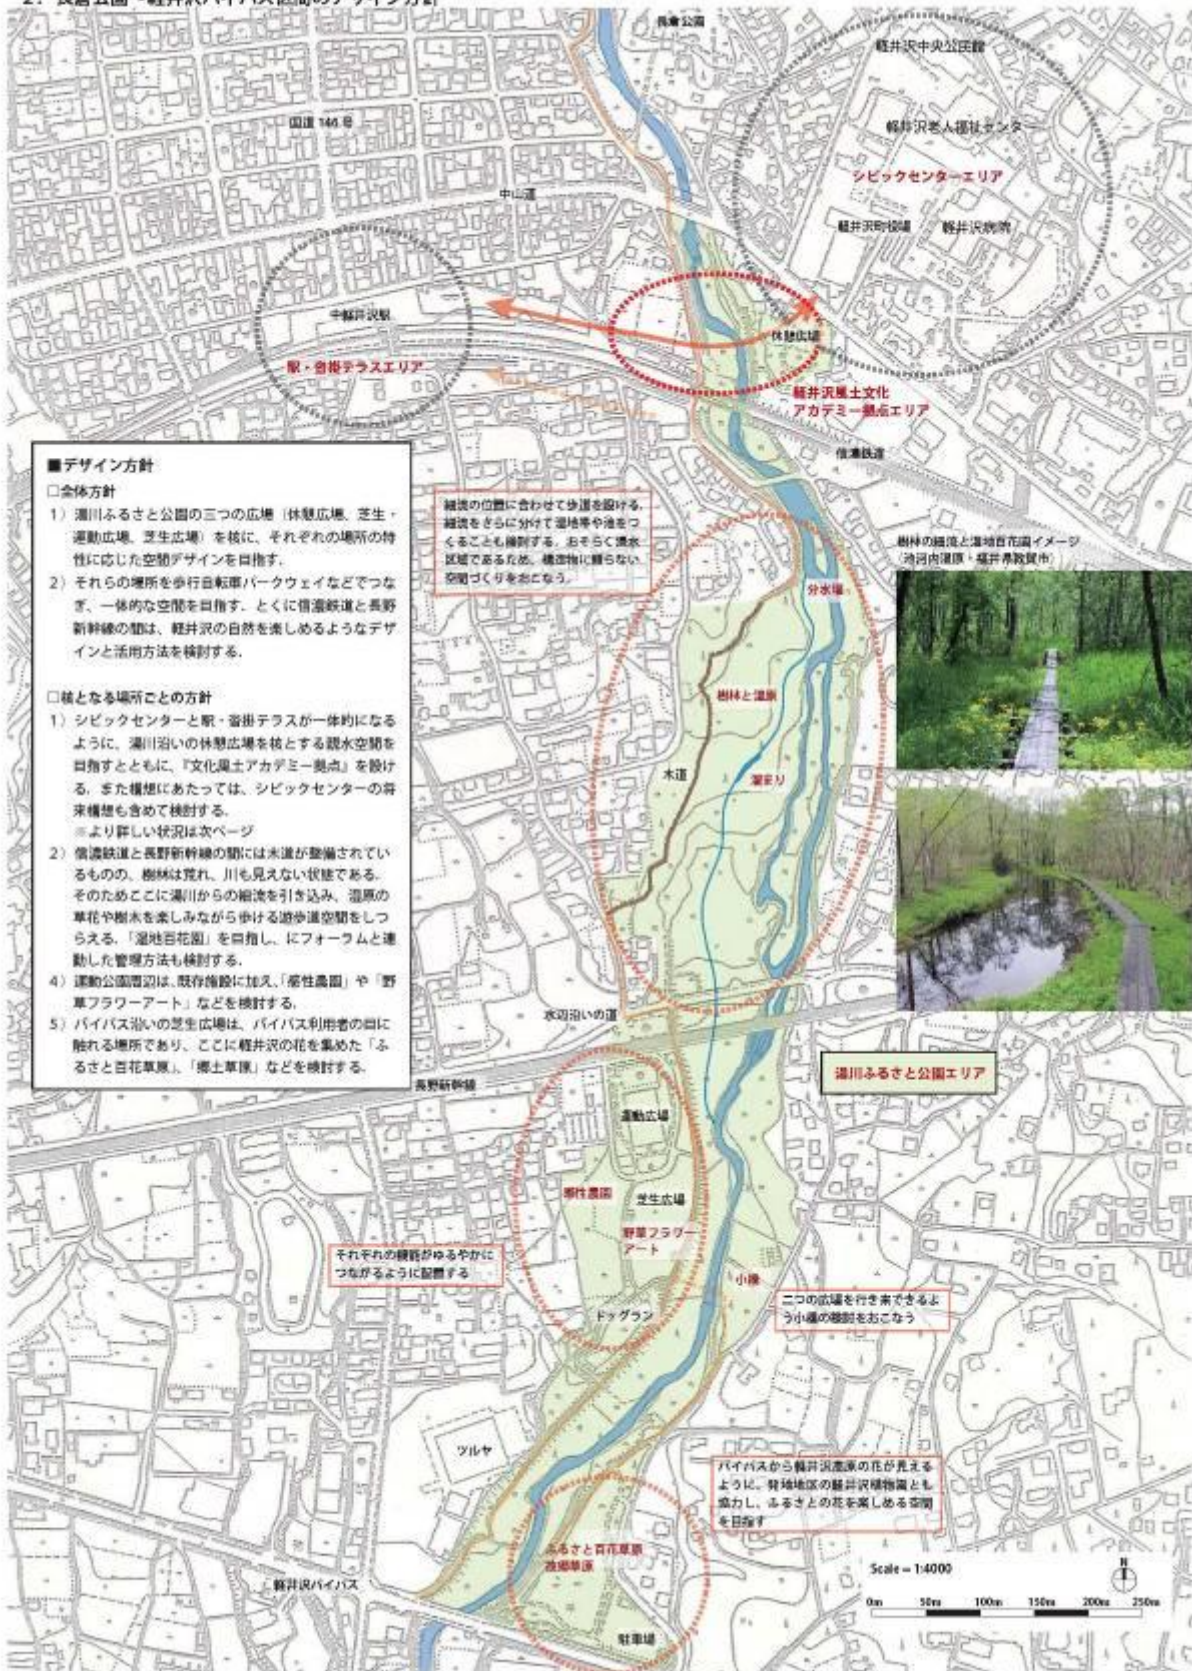 2. 長倉公園～軽井沢バイパス区間のデザイン方針
長倉公園
軽井沢中央公民館
国道146号
軽井沢老人福祉センター
シビックセンターエリア
中山道
軽井沢町役場
軽井沢病院
中軽井沢駅
休憩広場
駅・沓掛テラスエリア
軽井沢風土文化
アカデミー拠点エリア
信濃鉄道
■デザイン方針
□全体方針
1）湯川ふるさと公園の三つの広場（休憩広場、芝生・
運動広場、芝生広場）を核に、それぞれの場所の特
性に応じた空間デザインを目指す。
2）それらの場所を歩行自転車パークウェイなどでつな
ぎ、一体的な空間を目指す。とくに信濃鉄道と長野
新幹線の間は、軽井沢の自然を楽しめるようなデザ
インと活用方法を検討する。
□核となる場所ごとの方針
1）シビックセンターと駅・沓掛テラスが一体的になる
ように、湯川沿いの休憩広場を核とする親水空間を
目指すとともに、『文化風土アカデミー拠点』を設け
る。また構想にあたっては、シビックセンターの将
来構想も含めて検討する。
※より詳しい状況は次ページ
2）信濃鉄道と長野新幹線の間には木道が整備されてい
るものの、樹林は荒れ、川も見えない状態である。
そのためここに湯川からの細流を引き込み、湿原の
草花や樹木を楽しみながら歩ける遊歩道空間をしつ
らえる。「湿地百花園」を目指し、にフォーラムと連
動した管理方法も検討する。
4）運動公園周辺は、既存施設に加え、「感性農園」や「野
草フラワーアート」などを検討する。
5）バイパス沿いの芝生広場は、バイパス利用者の目に
触れる場所であり、ここに軽井沢の花を集めた「ふ
るさと百花草原」、「郷土草原」などを検討する。
細流の位置に合わせて歩道を設ける。
細流をさらに分けて湿地帯や池をつ
くることも検討する。おそらく湧水
区域であるため、構造物に頼らない
空間づくりをおこなう。
樹林の細流と湿地百花園イメージ
（池河内湿原・福井県敦賀市）
分水場
樹林と湿原
木道
溜まり
水辺沿いの道
長野新幹線
湯川ふるさと公園エリア
運動広場
感性農園
芝生広場
野草フラワー
アート
それぞれの機能がゆるやかに
つながるように配置する
小橋
ドッグラン
二つの広場を行き来できるよ
う小橋の検討をおこなう
ツルヤ
バイパスから軽井沢高原の花が見える
ように、発地地区の軽井沢植物園とも
協力し、ふるさとの花を楽しめる空間
を目指す
ふるさと百花草原
故郷草原
軽井沢バイパス
駐車場
Scale = 1:4000
N
0m 50m 100m 150m 200m 250m